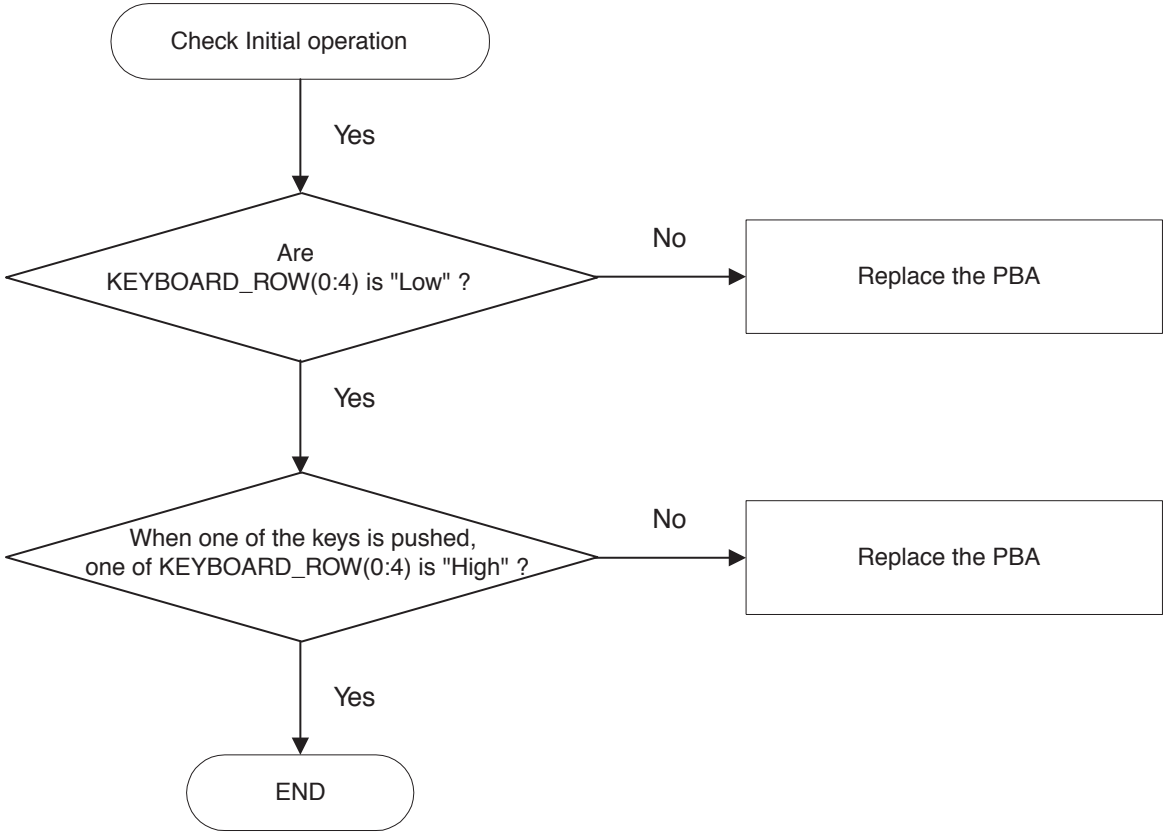 Check Initial operation
Yes
Are
KEYBOARD_ROW(0:4) is "Low" ?
No
Replace the PBA
Yes
When one of the keys is pushed,
one of KEYBOARD_ROW(0:4) is "High" ?
No
Replace the PBA
Yes
END